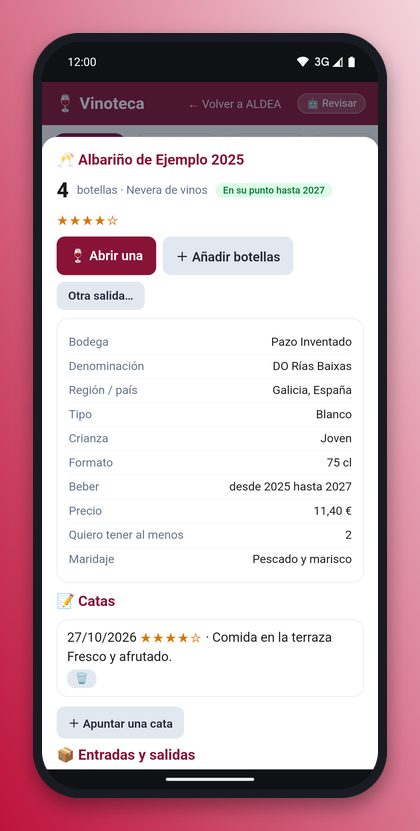 12:00
3G
Vinoteca
← Volver a ALDEA
Revisar
Albariño de Ejemplo 2025
4 botellas · Nevera de vinos
En su punto hasta 2027
★★★★☆
Abrir una
+ Añadir botellas
Otra salida…
Bodega Pazo Inventado
Denominación DO Rías Baixas
Región / país Galicia, España
Tipo Blanco
Crianza Joven
Formato 75 cl
Beber desde 2025 hasta 2027
Precio 11,40 €
Quiero tener al menos 2
Maridaje Pescado y marisco
Catas
27/10/2026 ★★★★☆ · Comida en la terraza
Fresco y afrutado.
+ Apuntar una cata
Entradas y salidas